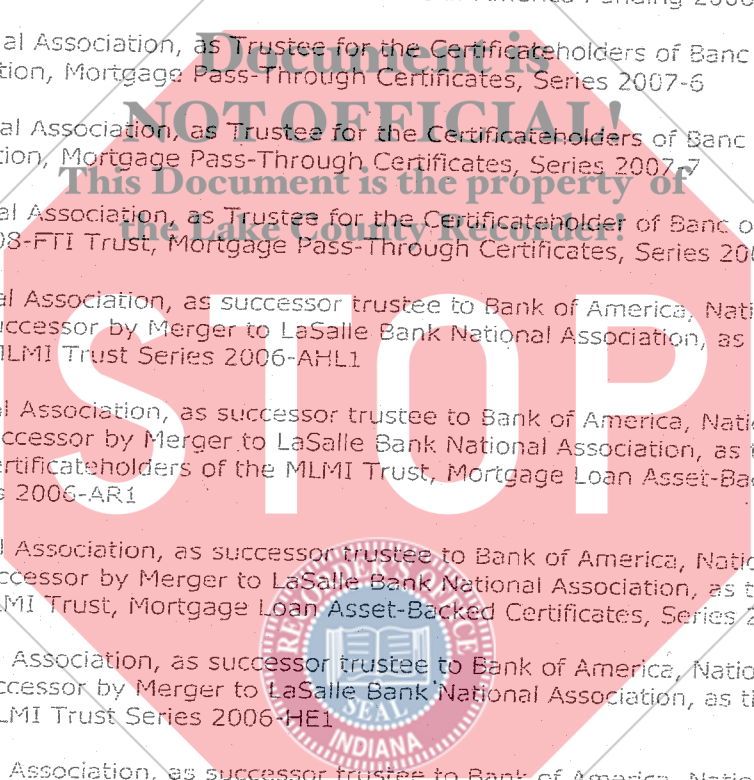 al Association, as Trustee for the Certificateholders of Banc
Document is
tion, Mortgage Pass-Through Certificates, Series 2007-6
NOT OFFICIAL!
al Association, as Trustee for the Certificateholders of Banc
tion, Mortgage Pass-Through Certificates, Series 2007-7
This Document is the property of
al Association, as Trustee for the Certificateholder of Banc o
the Lake County Recorder!
08-FTI Trust, Mortgage Pass-Through Certificates, Series 20
al Association, as successor trustee to Bank of America, Nati
uccessor by Merger to LaSalle Bank National Association, as
MLMI Trust Series 2006-AHL1
STOP
l Association, as successor trustee to Bank of America, Natio
ccessor by Merger to LaSalle Bank National Association, as t
ertificateholders of the MLMI Trust, Mortgage Loan Asset-Bac
s 2006-AR1
l Association, as successor trustee to Bank of America, Natio
ccessor by Merger to LaSalle Bank National Association, as t
LMI Trust, Mortgage Loan Asset-Backed Certificates, Series 2
RECORDER'S OFFICE
Association, as successor trustee to Bank of America, Natio
ccessor by Merger to LaSalle Bank National Association, as t
SEAL
LMI Trust Series 2006-HE1
INDIANA
Association, as successor trustee to Bank of America, Natio